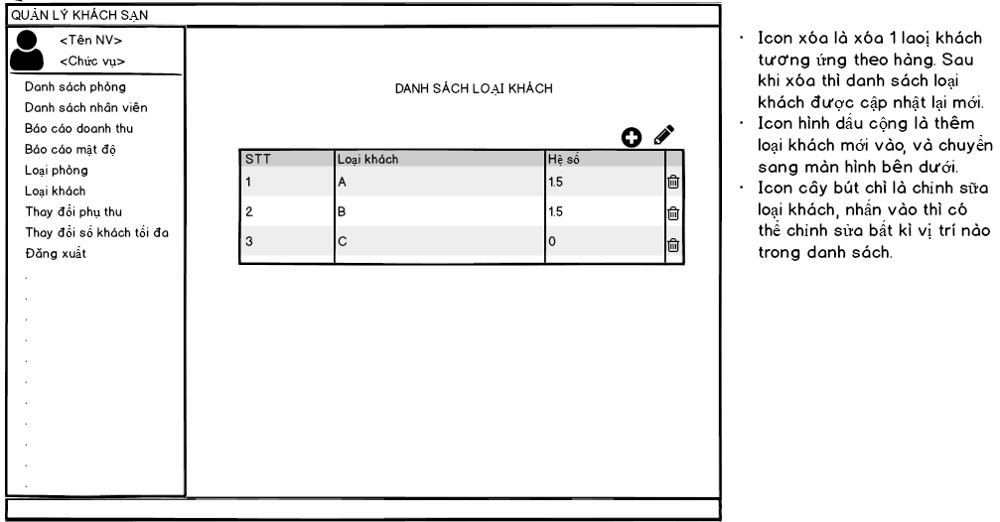 QUẢN LÝ KHÁCH SẠN
<Tên NV>
<Chức vụ>
Danh sách phòng
Danh sách nhân viên
Báo cáo doanh thu
Báo cáo mật độ
Loại phòng
Loại khách
Thay đổi phụ thu
Thay đổi số khách tối đa
Đăng xuất
.
.
.
.
.
.
.
.
.
.
.
DANH SÁCH LOẠI KHÁCH
STT Loại khách Hệ số
1 A 1.5
2 B 1.5
3 C 0
· Icon xóa là xóa 1 laoị khách
tương ứng theo hàng. Sau
khi xóa thì danh sách loại
khách được cập nhật lại mới.
· Icon hình dấu cộng là thêm
loại khách mới vào, và chuyển
sang màn hình bên dưới.
· Icon cây bút chì là chỉnh sữa
loại khách, nhấn vào thì có
thể chỉnh sửa bất kì vị trí nào
trong danh sách.